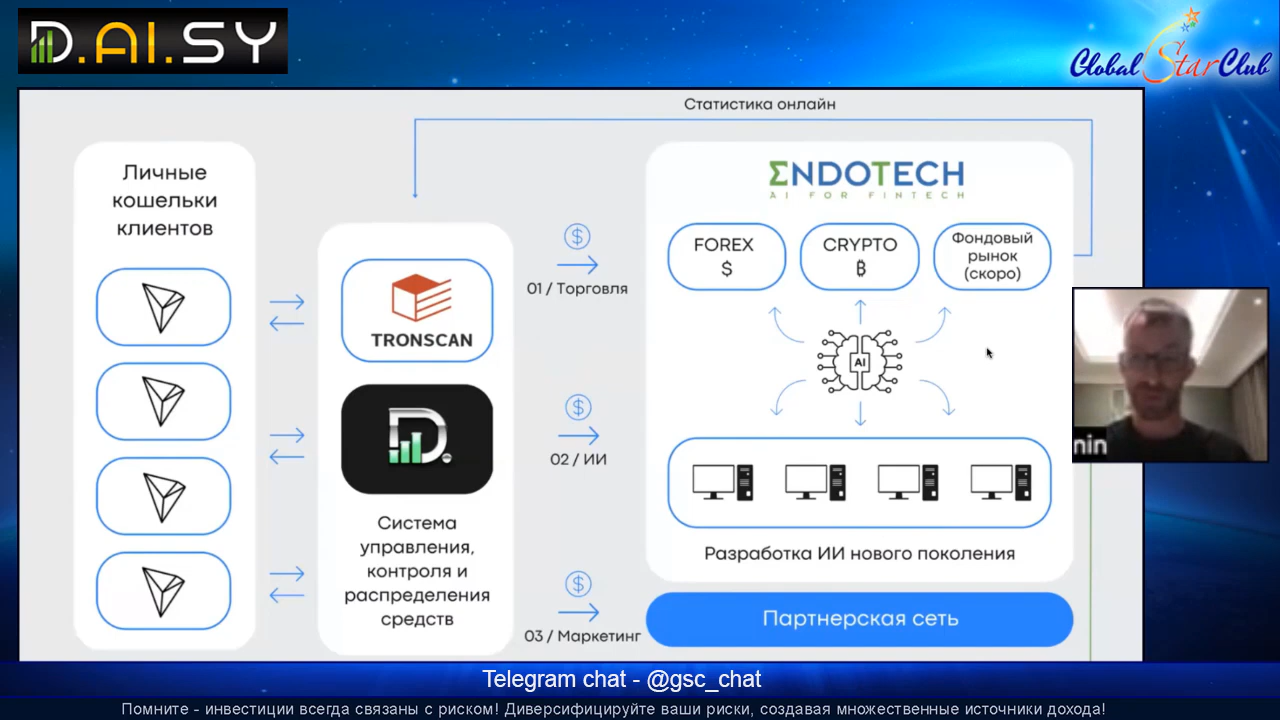 D.AI.SY
Global Star Club
Статистика онлайн
Личные
кошельки
клиентов
TRONSCAN
D.
Система
управления,
контроля и
распределения
средств
$
01 / Торговля
$
02 / ИИ
$
03 / Маркетинг
ΣNDOTECH
AI FOR FINTECH
FOREX
$
CRYPTO
₿
Фондовый
рынок
(скоро)
AI
Разработка ИИ нового поколения
Партнерская сеть
nin
Telegram chat - @gsc_chat
Помните - инвестиции всегда связаны с риском! Диверсифицируйте ваши риски, создавая множественные источники дохода!